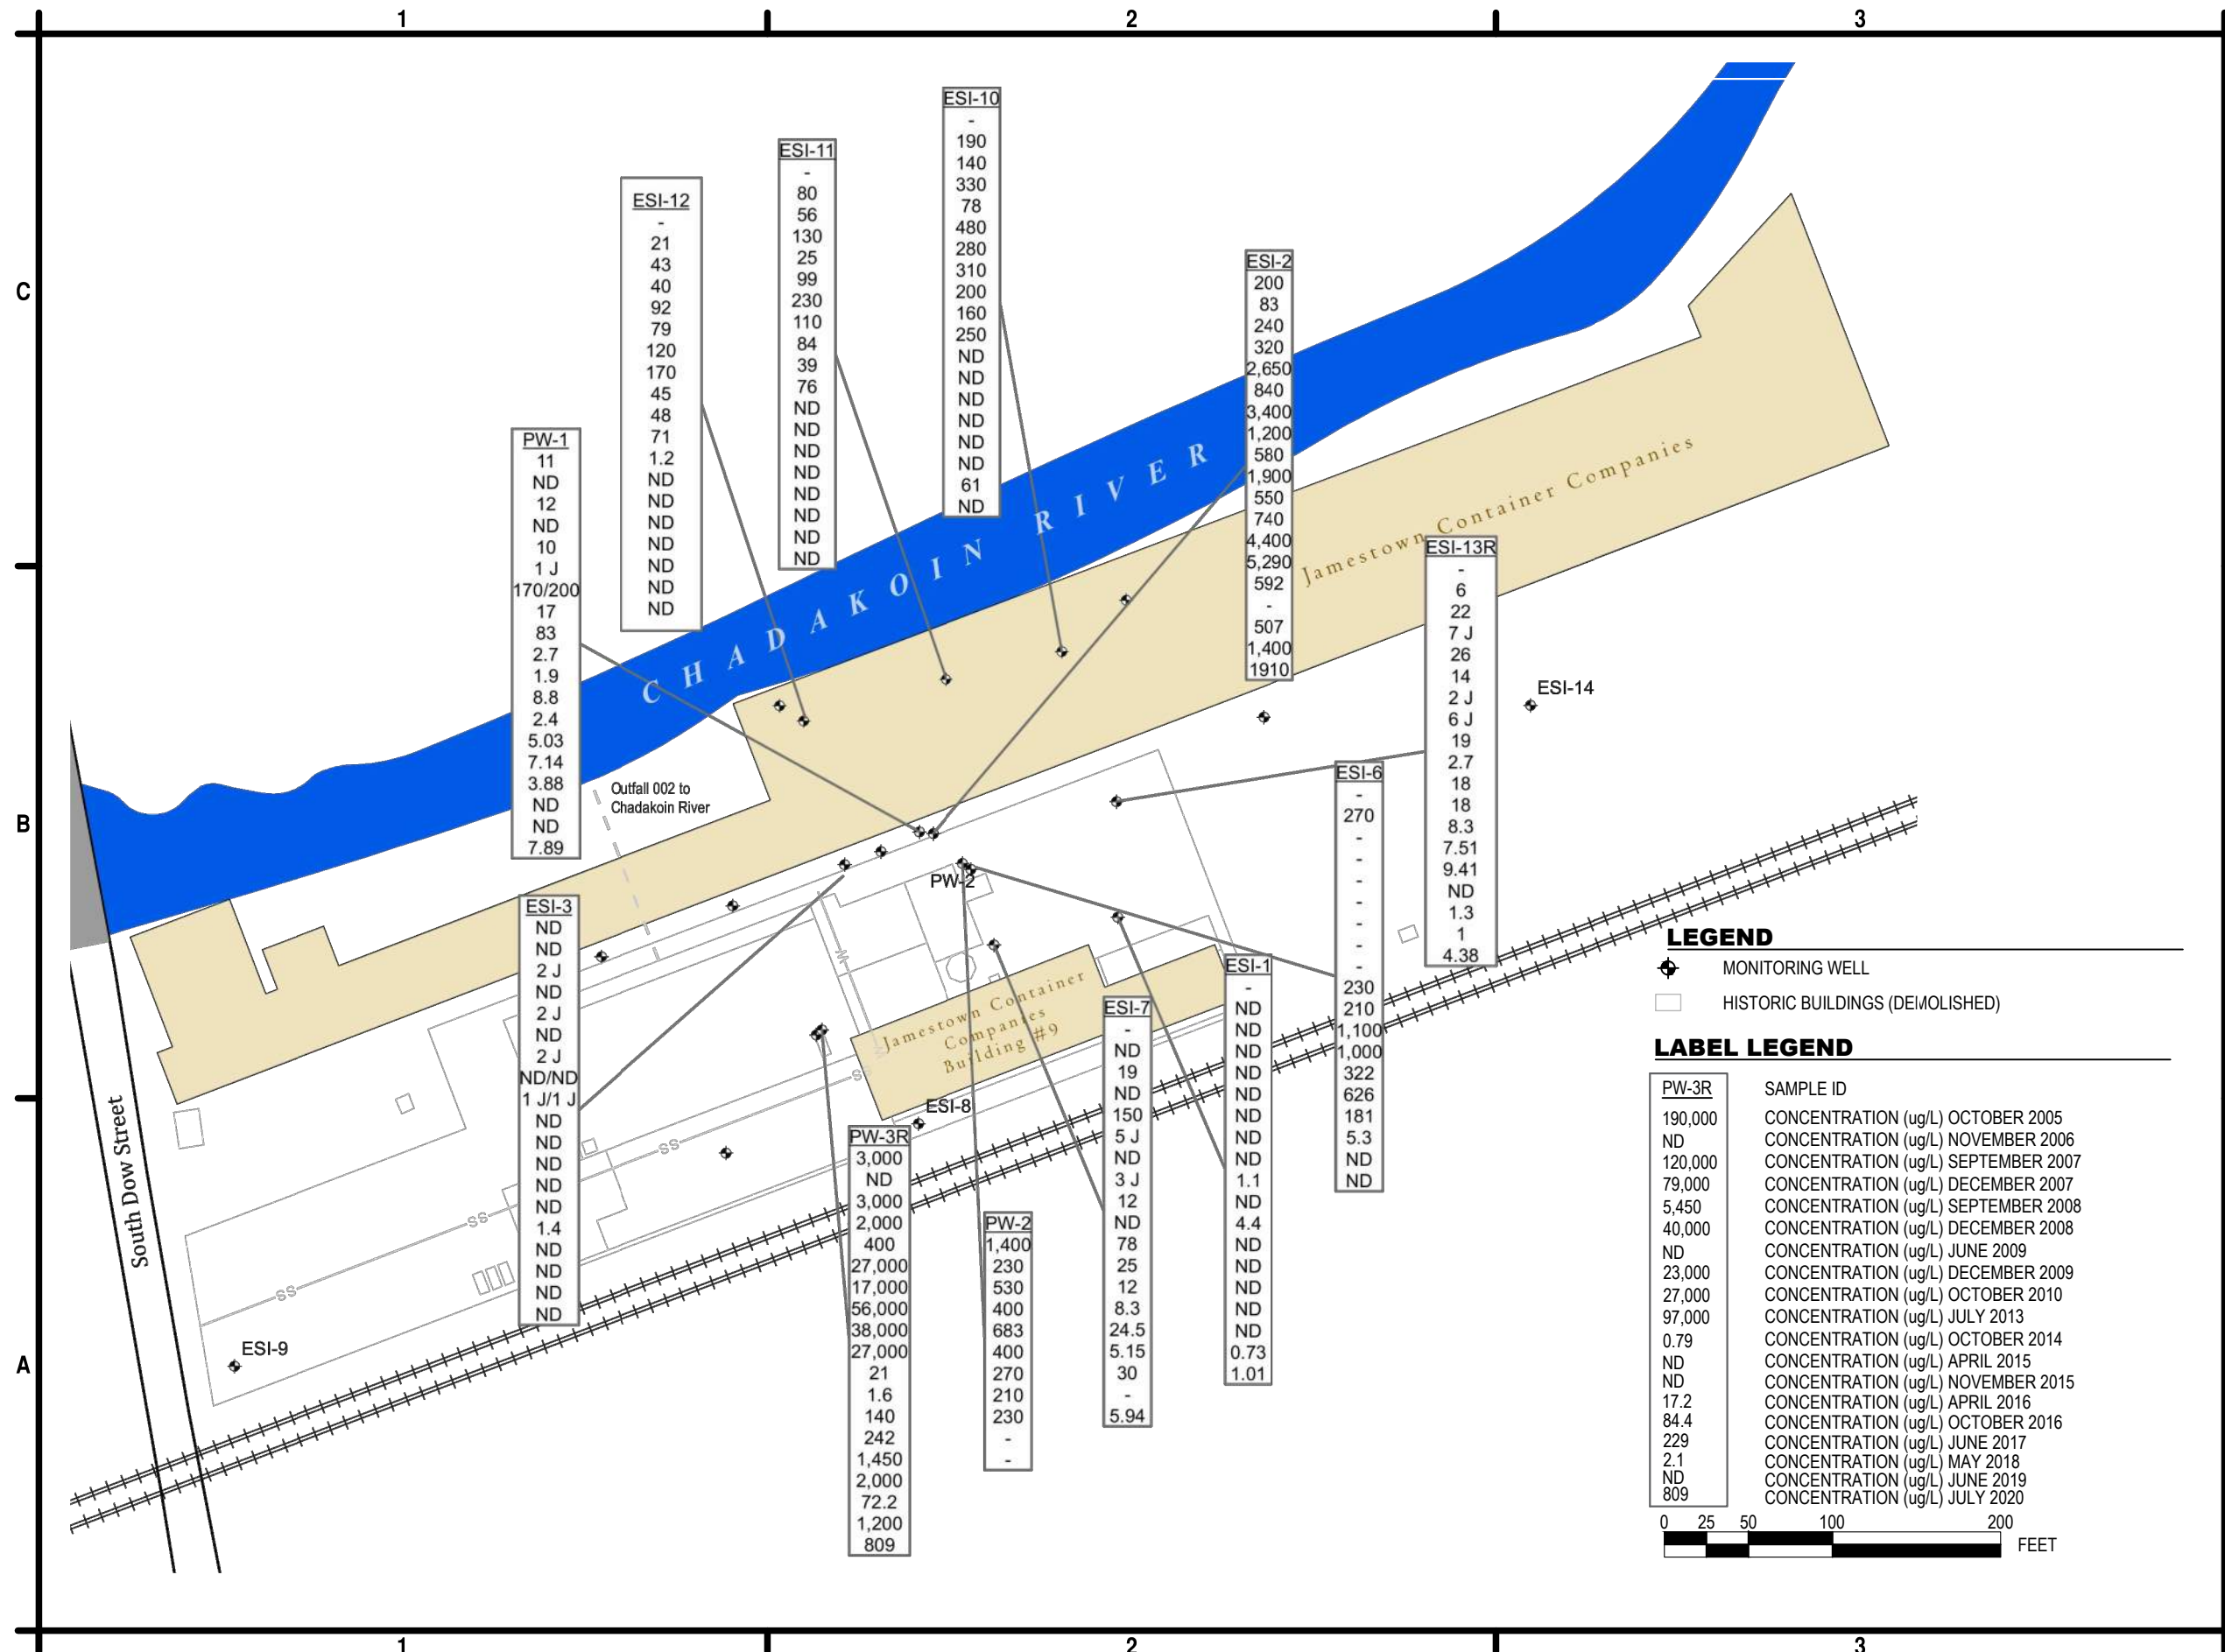 1
2
3
ESI-10
-
190
140
330
78
480
280
310
200
160
250
ND
ND
ND
ND
ND
ND
61
ND
ESI-11
-
80
56
130
25
99
230
110
84
39
76
ND
ND
ND
ND
ND
ND
ND
ND
ESI-12
-
21
43
40
92
79
120
170
45
48
71
1.2
ND
ND
ND
ND
ND
ND
ND
C
ESI-2
200
83
240
320
2,650
840
3,400
1,200
580
1,900
550
740
4,400
5,290
592
-
507
1,400
1910
PW-1
11
ND
12
ND
10
1 J
170/200
17
83
2.7
1.9
8.8
2.4
5.03
7.14
3.88
ND
ND
7.89
CHADAKOIN RIVER
Jamestown Container Companies
ESI-13R
-
6
22
7 J
26
14
2 J
6 J
19
2.7
18
18
8.3
7.51
9.41
ND
1.3
1
4.38
ESI-14
Outfall 002 to
Chadakoin River
B
ESI-6
-
270
-
-
-
-
-
-
-
230
210
1,100
1,000
322
626
181
5.3
ND
ND
PW-2
ESI-3
ND
ND
2 J
ND
2 J
ND
2 J
ND/ND
1 J/1 J
ND
ND
ND
ND
ND
1.4
ND
ND
ND
ND
W
W
Jamestown Container
Companies
Building #9
ESI-1
-
ND
ND
ND
ND
ND
ND
ND
ND
1.1
ND
4.4
ND
ND
ND
ND
ND
0.73
1.01
ESI-7
-
ND
19
ND
150
5 J
ND
3 J
12
ND
78
25
12
8.3
24.5
5.15
30
-
5.94
ESI-8
SS
SS
SS
SS
PW-3R
3,000
ND
3,000
2,000
400
27,000
17,000
56,000
38,000
27,000
21
1.6
140
242
1,450
2,000
72.2
1,200
809
PW-2
1,400
230
530
400
683
400
270
210
230
-
-
South Dow Street
ESI-9
A
LEGEND
MONITORING WELL
HISTORIC BUILDINGS (DEMOLISHED)
LABEL LEGEND
PW-3R SAMPLE ID
190,000 CONCENTRATION (ug/L) OCTOBER 2005
ND CONCENTRATION (ug/L) NOVEMBER 2006
120,000 CONCENTRATION (ug/L) SEPTEMBER 2007
79,000 CONCENTRATION (ug/L) DECEMBER 2007
5,450 CONCENTRATION (ug/L) SEPTEMBER 2008
40,000 CONCENTRATION (ug/L) DECEMBER 2008
ND CONCENTRATION (ug/L) JUNE 2009
23,000 CONCENTRATION (ug/L) DECEMBER 2009
27,000 CONCENTRATION (ug/L) OCTOBER 2010
97,000 CONCENTRATION (ug/L) JULY 2013
0.79 CONCENTRATION (ug/L) OCTOBER 2014
ND CONCENTRATION (ug/L) APRIL 2015
ND CONCENTRATION (ug/L) NOVEMBER 2015
17.2 CONCENTRATION (ug/L) APRIL 2016
84.4 CONCENTRATION (ug/L) OCTOBER 2016
229 CONCENTRATION (ug/L) JUNE 2017
2.1 CONCENTRATION (ug/L) MAY 2018
ND CONCENTRATION (ug/L) JUNE 2019
809 CONCENTRATION (ug/L) JULY 2020
0 25 50 100 200
FEET
1
2
3